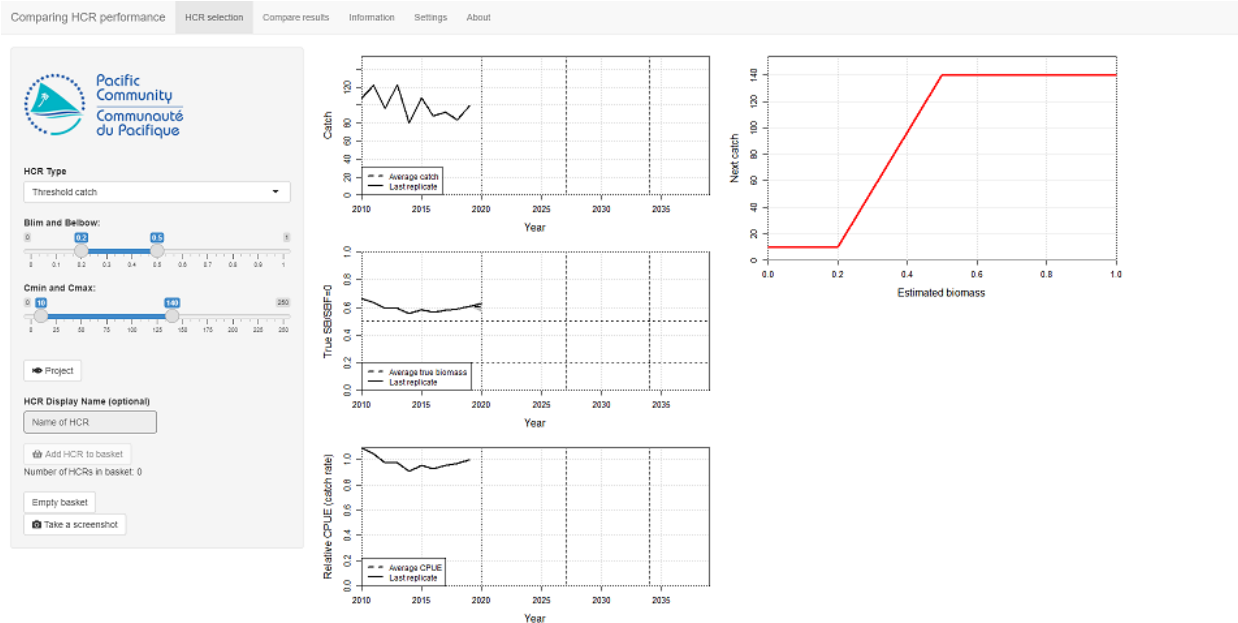 Comparing HCR performance HCR selection Compare results Information Settings About
Pacific
Community
Communauté
du Pacifique
HCR Type
Threshold catch
Blim and Belbow:
0 0.2 0.5 1
0 0.1 0.2 0.3 0.4 0.5 0.6 0.7 0.8 0.9 1
Cmin and Cmax:
0 10 140 250
0 25 50 75 100 125 150 175 200 225 250
Project
HCR Display Name (optional)
Name of HCR
Add HCR to basket
Number of HCRs in basket: 0
Empty basket
Take a screenshot
Catch
0 20 40 60 80 120
Average catch
Last replicate
2010 2015 2020 2025 2030 2035
Year
True SB/SBF=0
0.0 0.2 0.4 0.6 0.8 1.0
Average true biomass
Last replicate
2010 2015 2020 2025 2030 2035
Year
Relative CPUE (catch rate)
0.0 0.2 0.4 0.6 0.8 1.0
Average CPUE
Last replicate
2010 2015 2020 2025 2030 2035
Year
Next catch
0 20 40 60 80 100 120 140
0.0 0.2 0.4 0.6 0.8 1.0
Estimated biomass